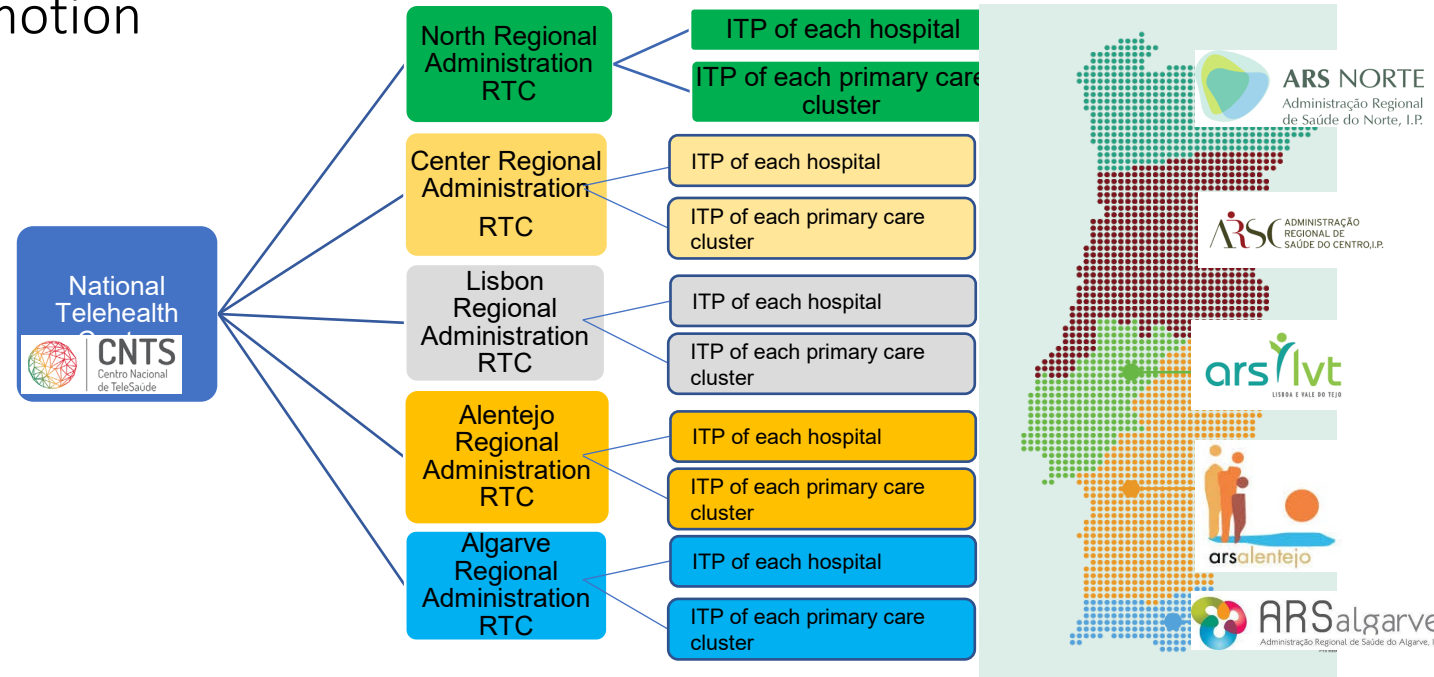 notion
North Regional
Administration
RTC
ITP of each hospital
ITP of each primary care
cluster
Center Regional
Administration
RTC
ITP of each hospital
ITP of each primary care
cluster
National
Telehealth
CNTS
Centro Nacional
de TeleSaúde
Lisbon
Regional
Administration
RTC
ITP of each hospital
ITP of each primary care
cluster
Alentejo
Regional
Administration
RTC
ITP of each hospital
ITP of each primary care
cluster
Algarve
Regional
Administration
RTC
ITP of each hospital
ITP of each primary care
cluster
ARS NORTE
Administração Regional
de Saúde do Norte, I.P.
ARSC
ADMINISTRAÇÃO
REGIONAL DE
SAÚDE DO CENTRO,I.P.
ars lvt
LISBOA E VALE DO TEJO
arsalentejo
ARSalgarve
Administração Regional de Saúde do Algarve, I